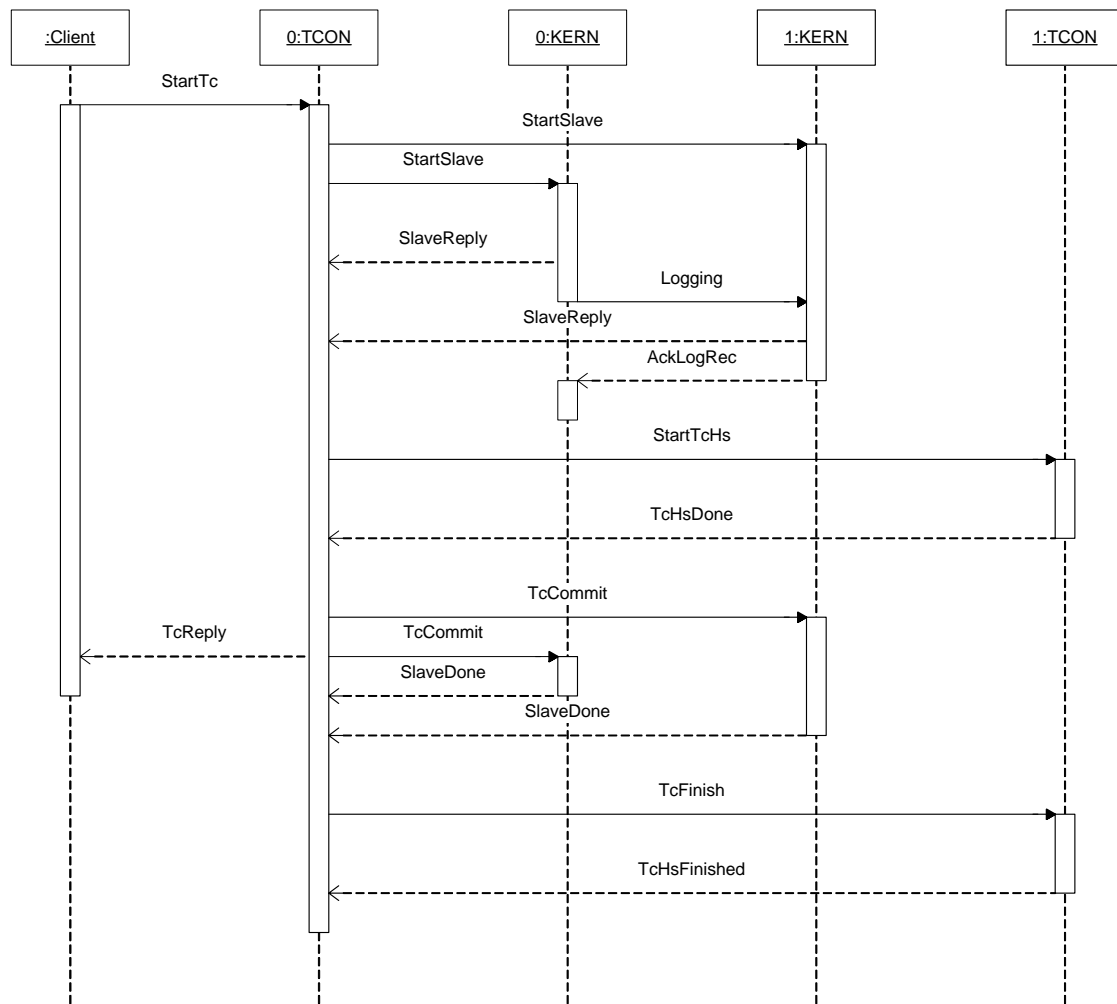 :Client
0:TCON
0:KERN
1:KERN
1:TCON
StartTc
StartSlave
StartSlave
SlaveReply
Logging
SlaveReply
AckLogRec
StartTcHs
TcHsDone
TcCommit
TcReply
TcCommit
SlaveDone
SlaveDone
TcFinish
TcHsFinished